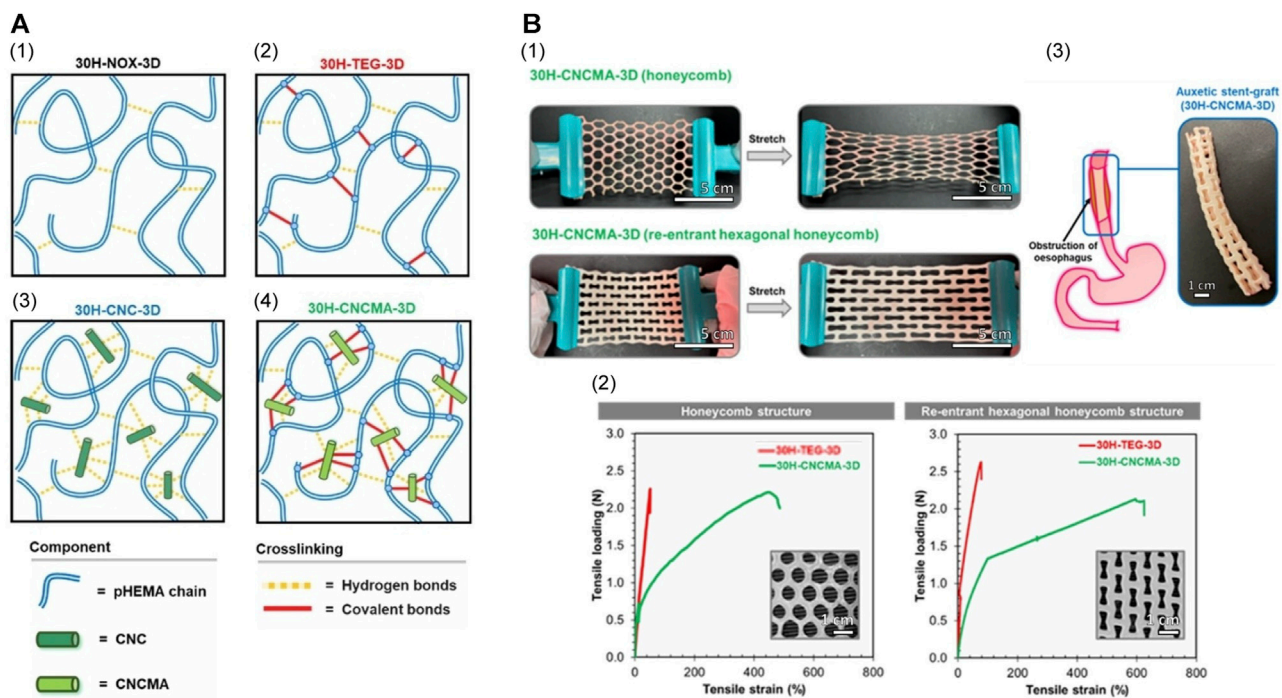 A
(1)
30H-NOX-3D
(2)
30H-TEG-3D
(3)
30H-CNC-3D
(4)
30H-CNCMA-3D
Component
= pHEMA chain
= CNC
= CNCMA
Crosslinking
= Hydrogen bonds
= Covalent bonds
B
(1)
30H-CNCMA-3D (honeycomb)
Stretch
5 cm
5 cm
30H-CNCMA-3D (re-entrant hexagonal honeycomb)
Stretch
5 cm
5 cm
(3)
Auxetic stent-graft
(30H-CNCMA-3D)
Obstruction of
oesophagus
1 cm
(2)
Honeycomb structure
Tensile loading (N)
3.0
2.5
2.0
1.5
1.0
0.5
0.0
30H-TEG-3D
30H-CNCMA-3D
1 cm
0 200 400 600 800
Tensile strain (%)
Re-entrant hexagonal honeycomb structure
Tensile loading (N)
3.0
2.5
2.0
1.5
1.0
0.5
0.0
30H-TEG-3D
30H-CNCMA-3D
1 cm
0 200 400 600 800
Tensile strain (%)